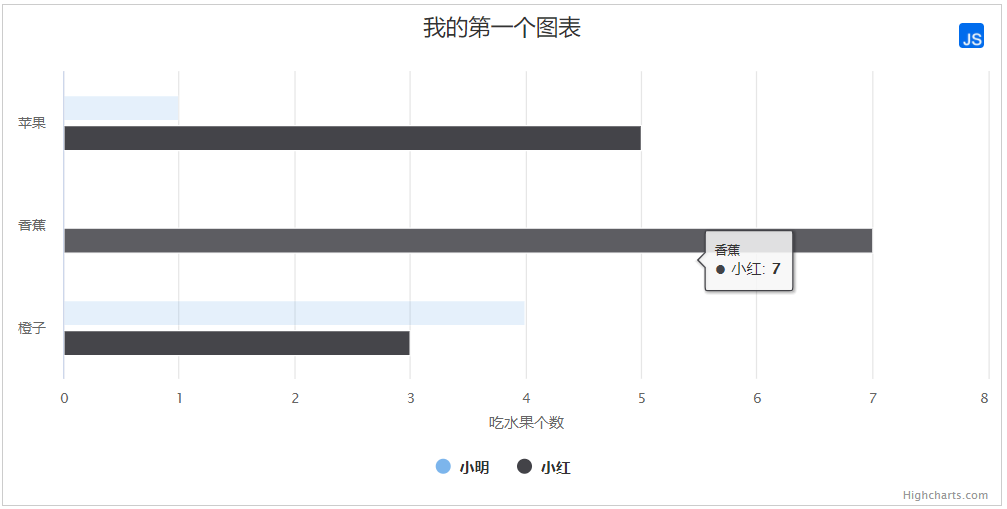 我的第一个图表
JS
苹果
香蕉
香蕉
● 小红: 7
橙子
0 1 2 3 4 5 6 7 8
吃水果个数
小明 小红
Highcharts.com